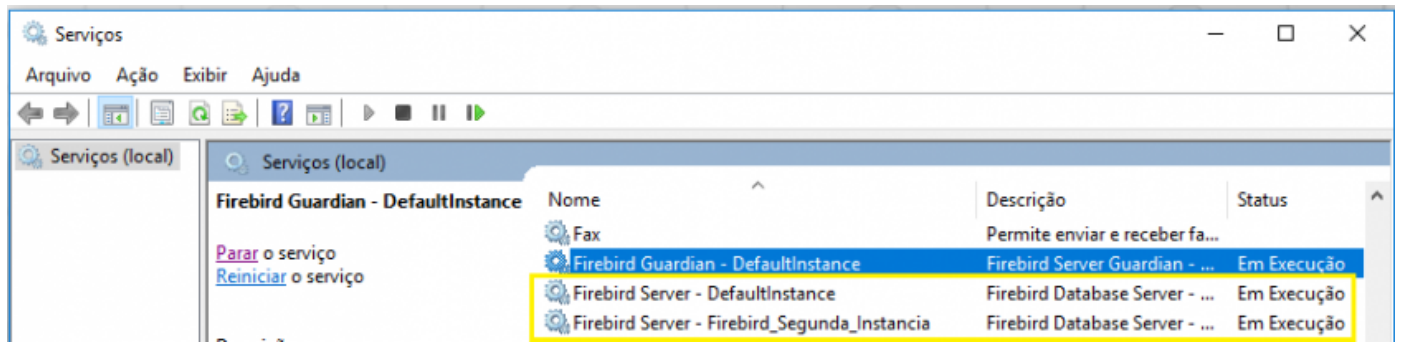 Serviços
Arquivo Ação Exibir Ajuda
Serviços (local)
Serviços (local)
Firebird Guardian - DefaultInstance
Parar o serviço
Reiniciar o serviço
Nome Descrição Status
Fax Permite enviar e receber fa...
Firebird Guardian - DefaultInstance Firebird Server Guardian - ... Em Execução
Firebird Server - DefaultInstance Firebird Database Server - ... Em Execução
Firebird Server - Firebird_Segunda_Instancia Firebird Database Server - ... Em Execução